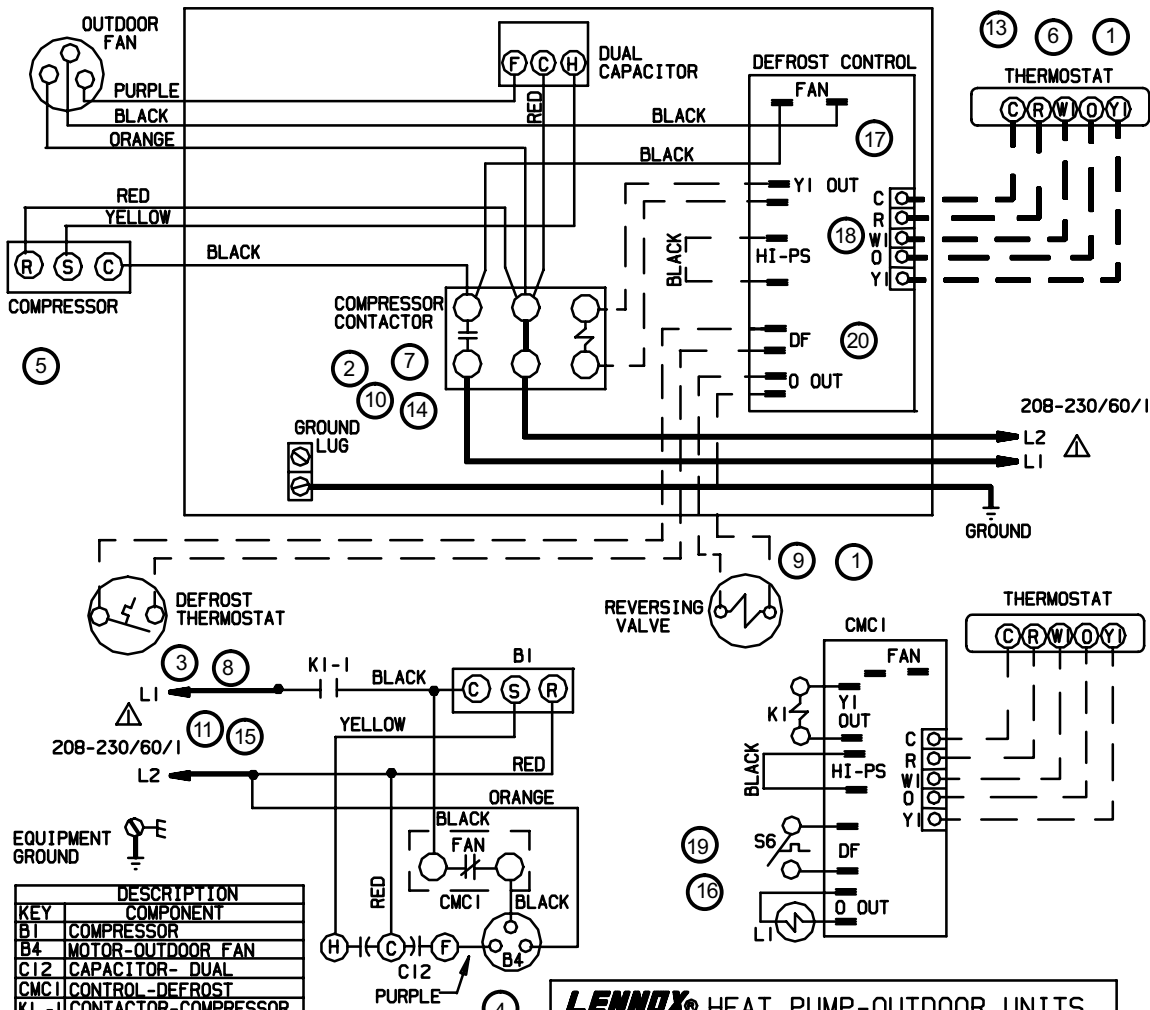 OUTDOOR
FAN
PURPLE
BLACK
ORANGE
RED
YELLOW
BLACK
R S C
COMPRESSOR
5
F C H
DUAL
CAPACITOR
RED
BLACK
BLACK
DEFROST CONTROL
FAN
17
Y1 OUT
C
R
18
W1
HI-PS
O
Y1
BLACK
DF
20
O OUT
13 6 1
THERMOSTAT
C R W1 O Y1
COMPRESSOR
CONTACTOR
2 7
10 14
GROUND
LUG
208-230/60/1
L2
L1
GROUND
DEFROST
THERMOSTAT
REVERSING
VALVE
9 1
3 8
L1
K1-1
BLACK
B1
C S R
208-230/60/1
11 15
YELLOW
L2
RED
ORANGE
BLACK
FAN
CMC1
BLACK
RED
H C F
B4
C12
PURPLE
4
EQUIPMENT
GROUND
DESCRIPTION
KEY COMPONENT
B1 COMPRESSOR
B4 MOTOR-OUTDOOR FAN
C12 CAPACITOR- DUAL
CMC1 CONTROL-DEFROST
K1 -1 CONTACTOR-COMPRESSOR
THERMOSTAT
C R W1 O Y1
CMC1
FAN
K1
Y1
OUT
C
R
W1
O
Y1
BLACK
HI-PS
19
S6
DF
16
O OUT
L1
LENNOX® HEAT PUMP-OUTDOOR UNITS